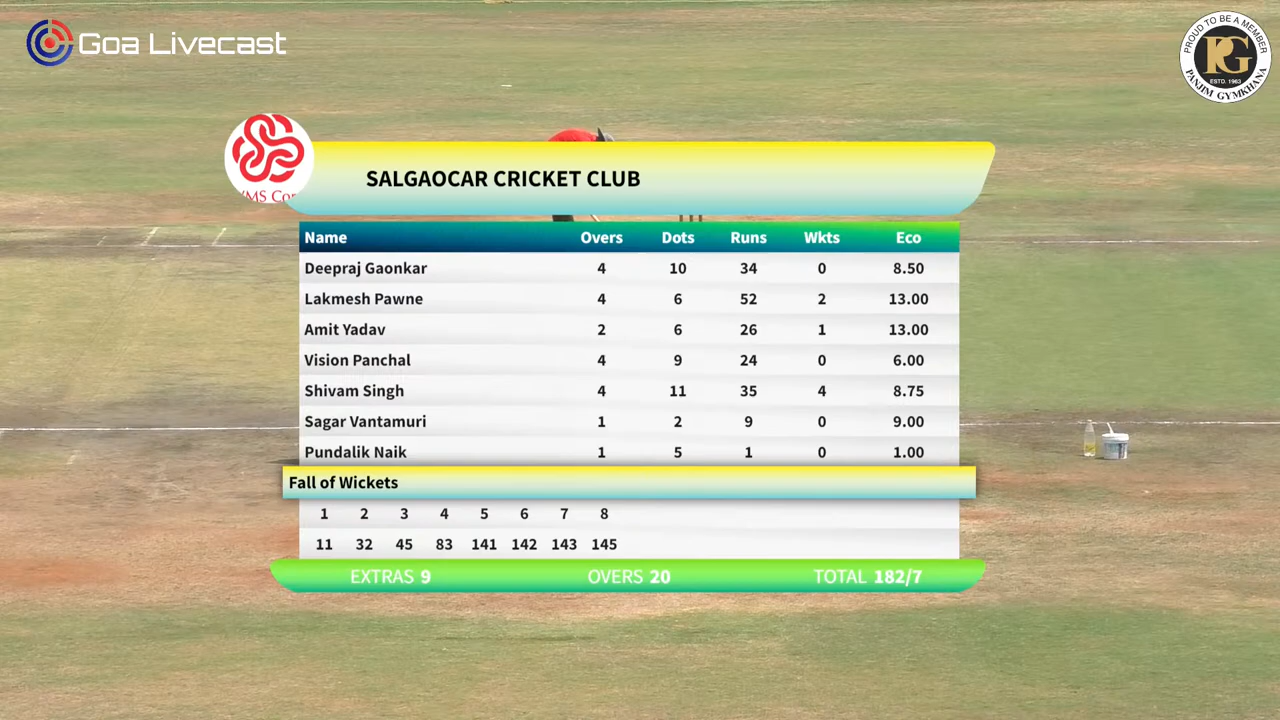 Goa Livecast
PROUD TO BE A MEMBER
PG
ESTD. 1963
PANJIM GYMKHANA
SALGAOCAR CRICKET CLUB
Name Overs Dots Runs Wkts Eco
Deepraj Gaonkar 4 10 34 0 8.50
Lakmesh Pawne 4 6 52 2 13.00
Amit Yadav 2 6 26 1 13.00
Vision Panchal 4 9 24 0 6.00
Shivam Singh 4 11 35 4 8.75
Sagar Vantamuri 1 2 9 0 9.00
Pundalik Naik 1 5 1 0 1.00
Fall of Wickets
1 2 3 4 5 6 7 8
11 32 45 83 141 142 143 145
EXTRAS 9 OVERS 20 TOTAL 182/7